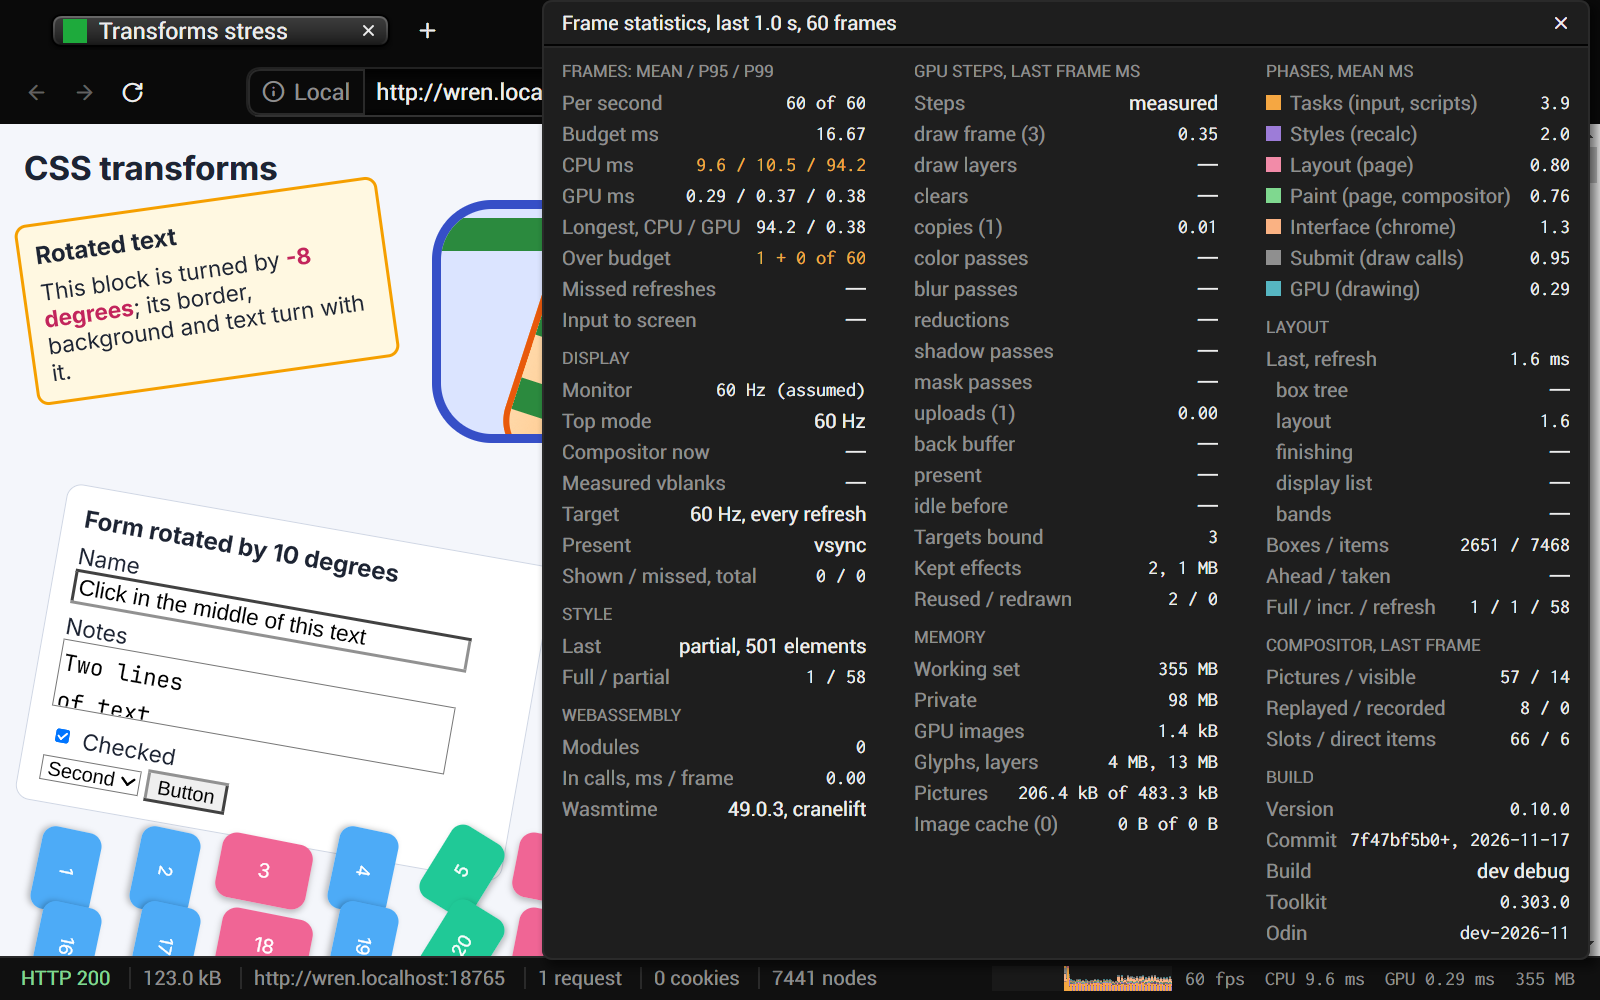 Transforms stress
Local
http://wren.loca
CSS transforms
Rotated text
This block is turned by -8
degrees; its border,
background and text turn with
it.
Form rotated by 10 degrees
Name
Click in the middle of this text
Notes
Two lines
of text
Checked
Second
Button
1
2
3
4
5
16
17
18
19
20
Frame statistics, last 1.0 s, 60 frames
FRAMES: MEAN / P95 / P99
Per second 60 of 60
Budget ms 16.67
CPU ms 9.6 / 10.5 / 94.2
GPU ms 0.29 / 0.37 / 0.38
Longest, CPU / GPU 94.2 / 0.38
Over budget 1 + 0 of 60
Missed refreshes —
Input to screen —
DISPLAY
Monitor 60 Hz (assumed)
Top mode 60 Hz
Compositor now —
Measured vblanks —
Target 60 Hz, every refresh
Present vsync
Shown / missed, total 0 / 0
STYLE
Last partial, 501 elements
Full / partial 1 / 58
WEBASSEMBLY
Modules 0
In calls, ms / frame 0.00
Wasmtime 49.0.3, cranelift
GPU STEPS, LAST FRAME MS
Steps measured
draw frame (3) 0.35
draw layers —
clears —
copies (1) 0.01
color passes —
blur passes —
reductions —
shadow passes —
mask passes —
uploads (1) 0.00
back buffer —
present —
idle before —
Targets bound 3
Kept effects 2, 1 MB
Reused / redrawn 2 / 0
MEMORY
Working set 355 MB
Private 98 MB
GPU images 1.4 kB
Glyphs, layers 4 MB, 13 MB
Pictures 206.4 kB of 483.3 kB
Image cache (0) 0 B of 0 B
PHASES, MEAN MS
Tasks (input, scripts) 3.9
Styles (recalc) 2.0
Layout (page) 0.80
Paint (page, compositor) 0.76
Interface (chrome) 1.3
Submit (draw calls) 0.95
GPU (drawing) 0.29
LAYOUT
Last, refresh 1.6 ms
box tree —
layout 1.6
finishing —
display list —
bands —
Boxes / items 2651 / 7468
Ahead / taken —
Full / incr. / refresh 1 / 1 / 58
COMPOSITOR, LAST FRAME
Pictures / visible 57 / 14
Replayed / recorded 8 / 0
Slots / direct items 66 / 6
BUILD
Version 0.10.0
Commit 7f47bf5b0+, 2026-11-17
Build dev debug
Toolkit 0.303.0
Odin dev-2026-11
HTTP 200
123.0 kB
http://wren.localhost:18765
1 request
0 cookies
7441 nodes
60 fps
CPU 9.6 ms
GPU 0.29 ms
355 MB